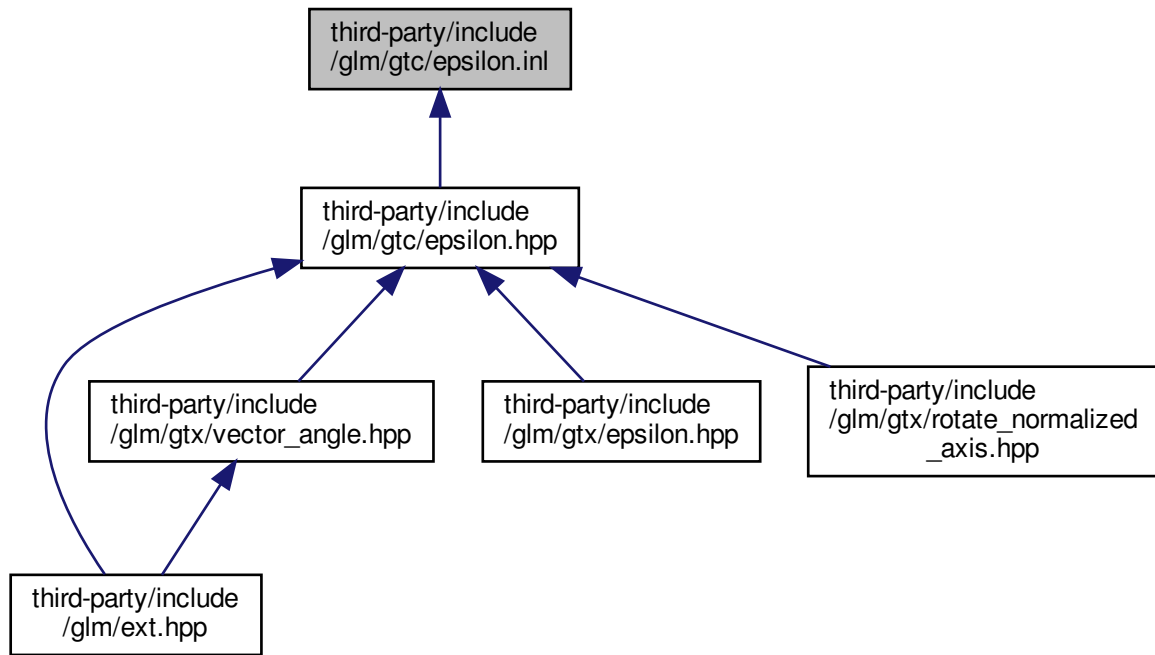 third-party/include
/glm/gtc/epsilon.inl
third-party/include
/glm/gtc/epsilon.hpp
third-party/include
/glm/gtx/vector_angle.hpp
third-party/include
/glm/gtx/epsilon.hpp
third-party/include
/glm/gtx/rotate_normalized
_axis.hpp
third-party/include
/glm/ext.hpp